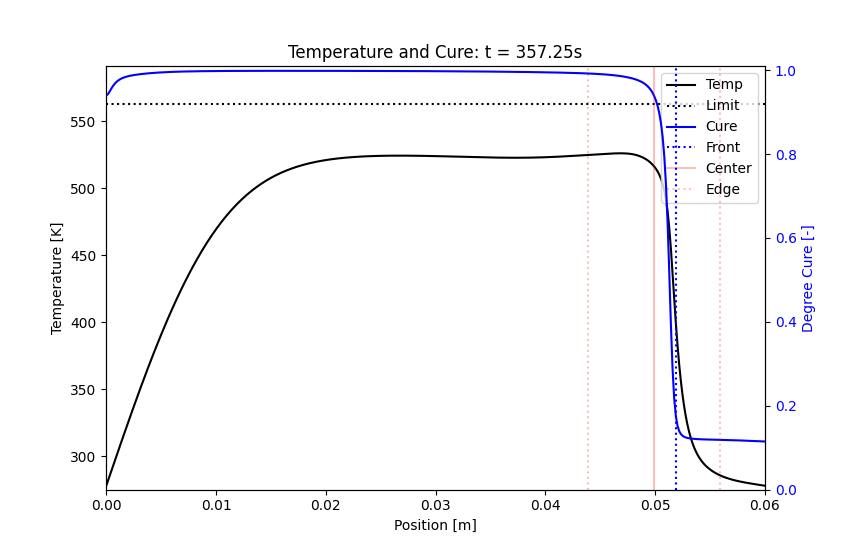 Temperature and Cure: t = 357.25s
Temperature [K]
550
500
450
400
350
300
0.00
0.01
0.02
0.03
0.04
0.05
0.06
Position [m]
1.0
0.8
0.6
0.4
0.2
0.0
Degree Cure [-]
Temp
Limit
Cure
Front
Center
Edge